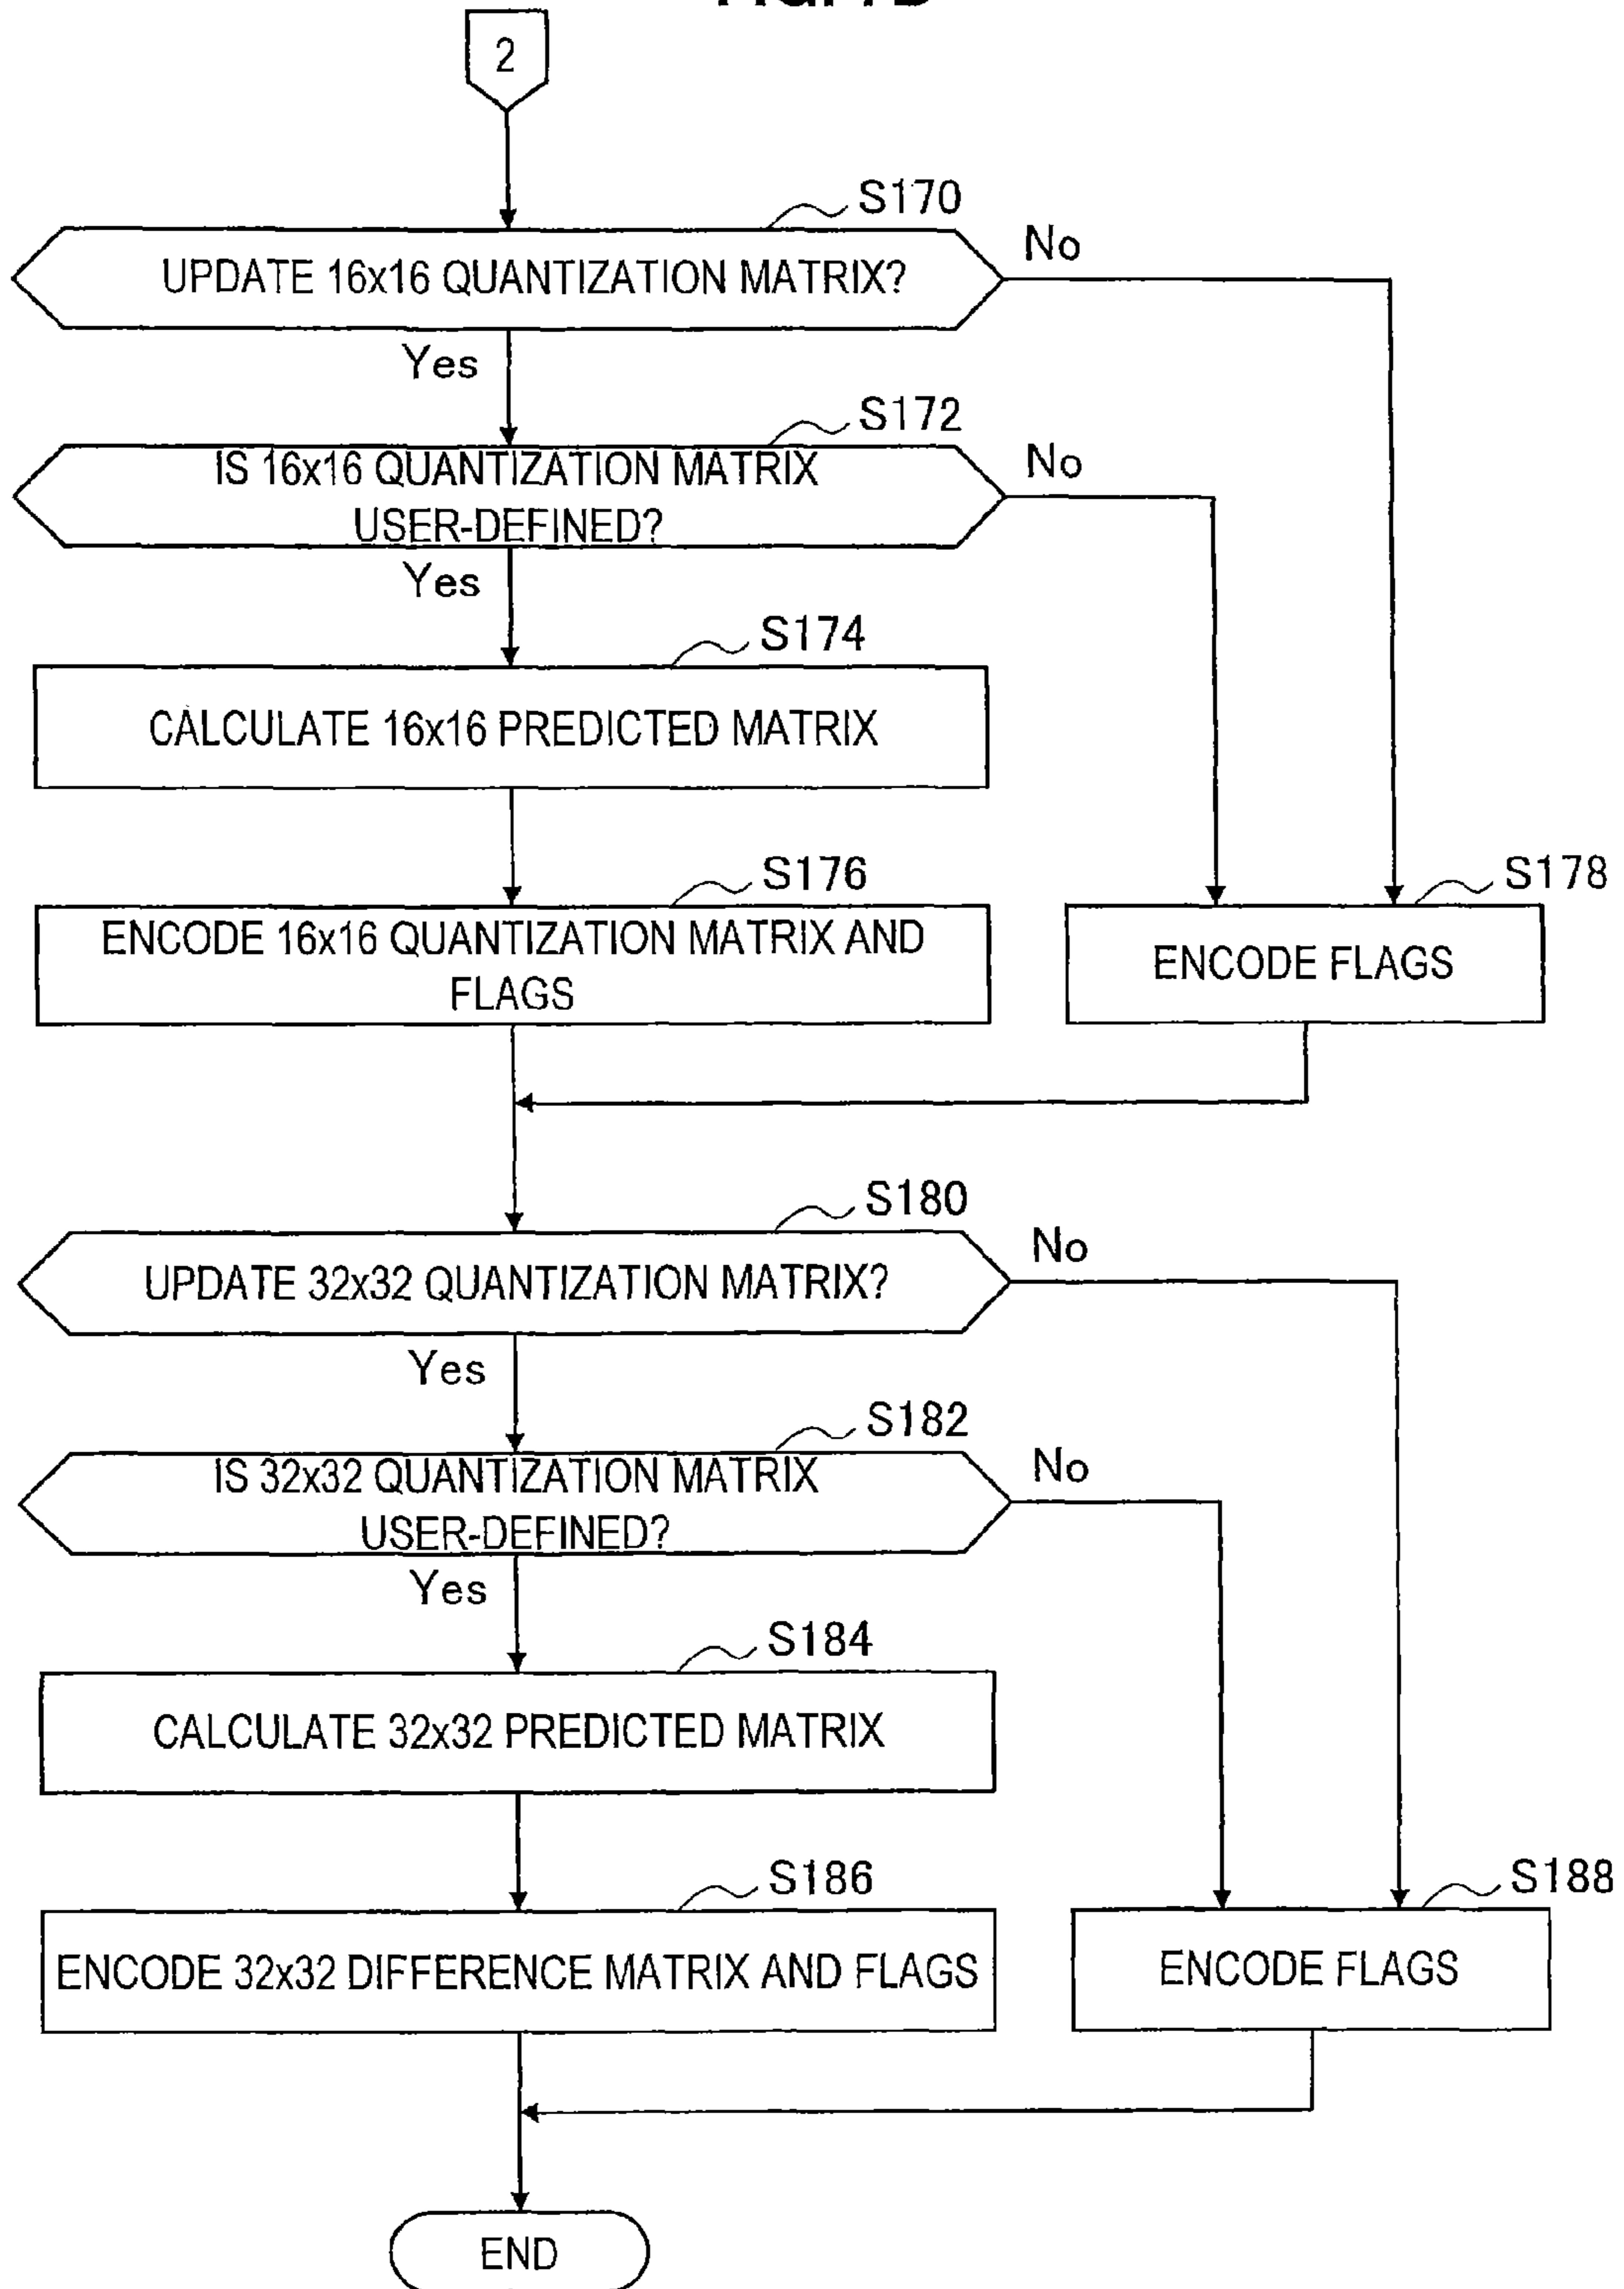 2
S170
UPDATE 16x16 QUANTIZATION MATRIX?
No
Yes
S172
IS 16x16 QUANTIZATION MATRIX
USER-DEFINED?
No
Yes
S174
CALCULATE 16x16 PREDICTED MATRIX
S176
ENCODE 16x16 QUANTIZATION MATRIX AND
FLAGS
S178
ENCODE FLAGS
S180
UPDATE 32x32 QUANTIZATION MATRIX?
No
Yes
S182
IS 32x32 QUANTIZATION MATRIX
USER-DEFINED?
No
Yes
S184
CALCULATE 32x32 PREDICTED MATRIX
S186
ENCODE 32x32 DIFFERENCE MATRIX AND FLAGS
S188
ENCODE FLAGS
END